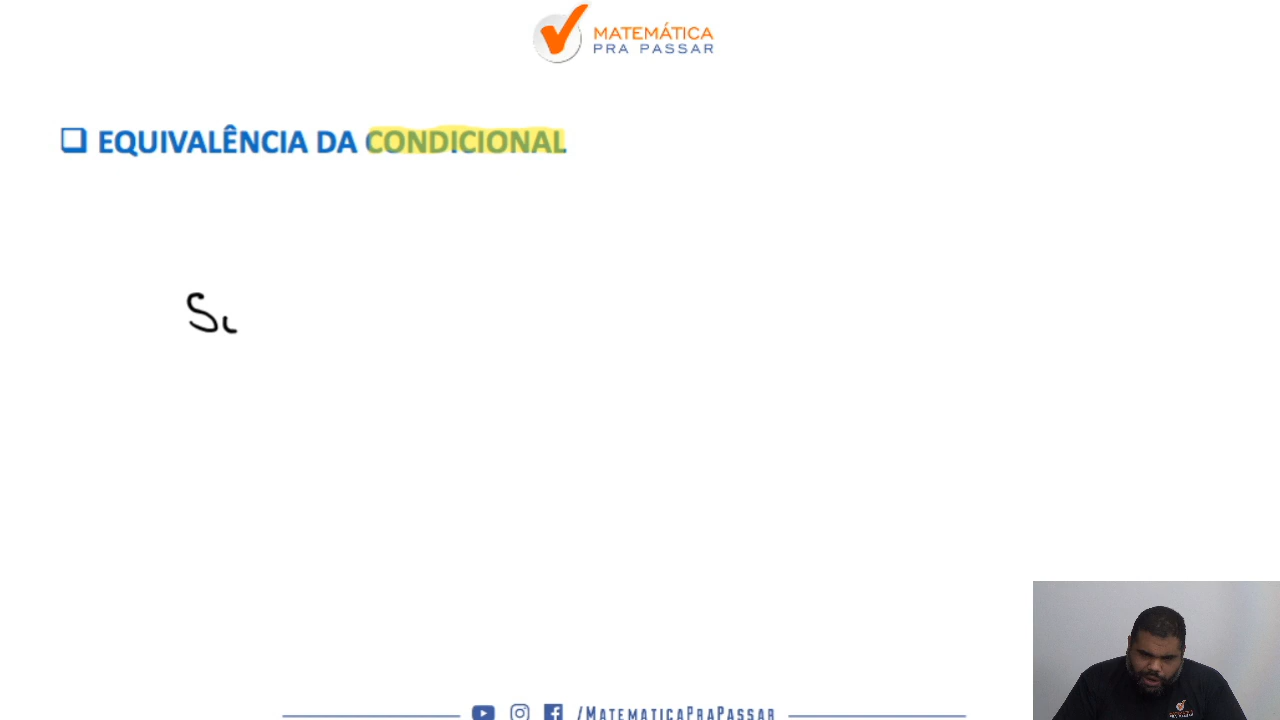 MATEMÁTICA
PRA PASSAR
EQUIVALÊNCIA DA CONDICIONAL
/MATEMATICAPRAPASSAR